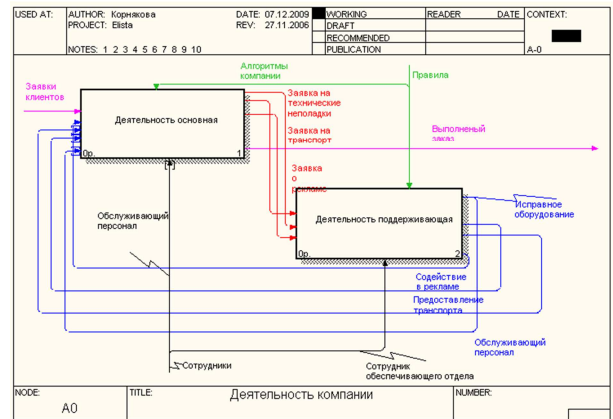 USED AT:
AUTHOR: Корнякова
DATE: 07.12.2009
WORKING
READER
DATE
CONTEXT:
PROJECT: Elista
REV: 27.11.2006
DRAFT
RECOMMENDED
NOTES: 1 2 3 4 5 6 7 8 9 10
PUBLICATION
A-0
Алгоритмы
компании
Правила
Заявки
клиентов
Заявка на
технические
неполадки
Деятельность основная
Заявка на
транспорт
Выполненый
заказ
0р.
1
Заявка
о
рекламе
Обслуживающий
персонал
Деятельность поддерживающая
Исправное
оборудование
0р.
2
Содействие
в рекламе
Предоставление
транспорта
Обслуживающий
персонал
Сотрудники
Сотрудник
обеспечивающего отдела
NODE:
TITLE:
NUMBER:
A0
Деятельность компании